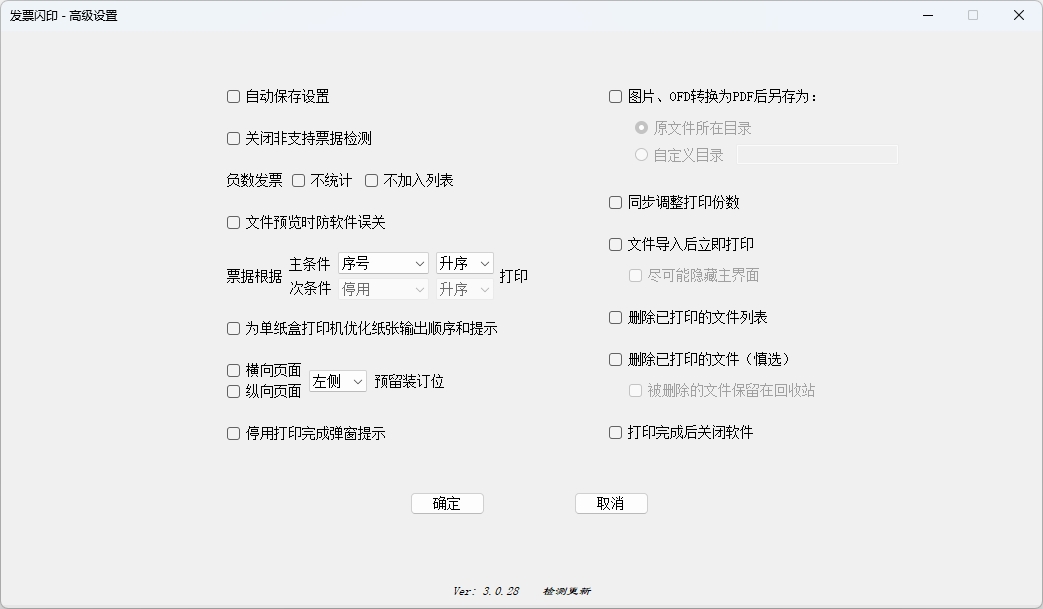 发票闪印 - 高级设置
自动保存设置
关闭非支持票据检测
负数发票 不统计 不加入列表
文件预览时防软件误关
票据根据 主条件 序号 升序 打印
次条件 停用 升序
为单纸盒打印机优化纸张输出顺序和提示
横向页面
纵向页面
左侧 预留装订位
停用打印完成弹窗提示
图片、OFD转换为PDF后另存为:
原文件所在目录
自定义目录
同步调整打印份数
文件导入后立即打印
尽可能隐藏主界面
删除已打印的文件列表
删除已打印的文件（慎选）
被删除的文件保留在回收站
打印完成后关闭软件
确定 取消
Ver: 3.0.28 检测更新